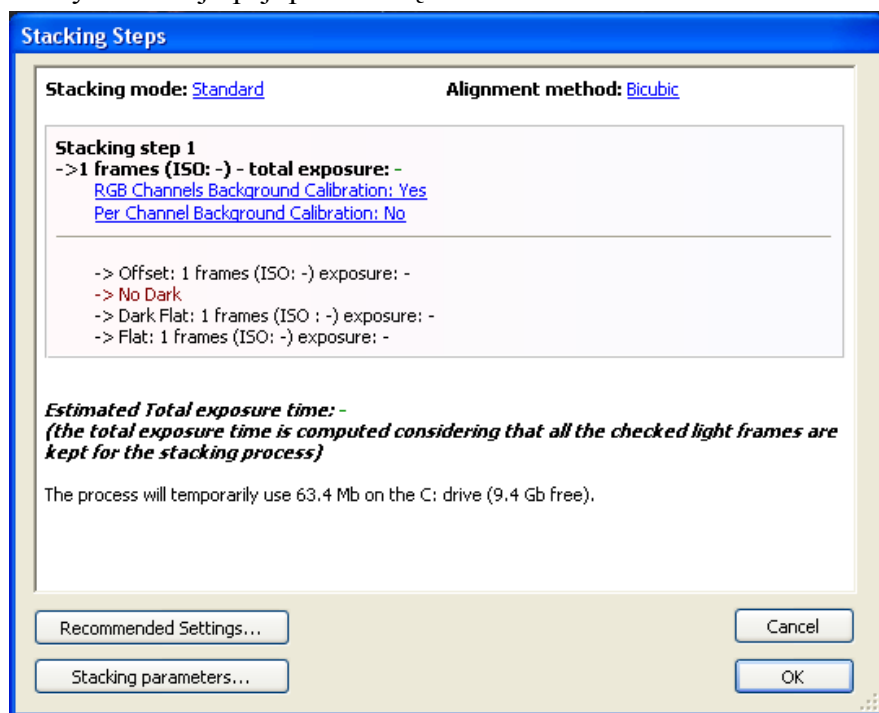 Stacking Steps
Stacking mode: Standard Alignment method: Bicubic
Stacking step 1
->1 frames (ISO: -) - total exposure: -
RGB Channels Background Calibration: Yes
Per Channel Background Calibration: No
-> Offset: 1 frames (ISO: -) exposure: -
-> No Dark
-> Dark Flat: 1 frames (ISO : -) exposure: -
-> Flat: 1 frames (ISO: -) exposure: -
Estimated Total exposure time: -
(the total exposure time is computed considering that all the checked light frames are
kept for the stacking process)
The process will temporarily use 63.4 Mb on the C: drive (9.4 Gb free).
Recommended Settings... Cancel
Stacking parameters... OK